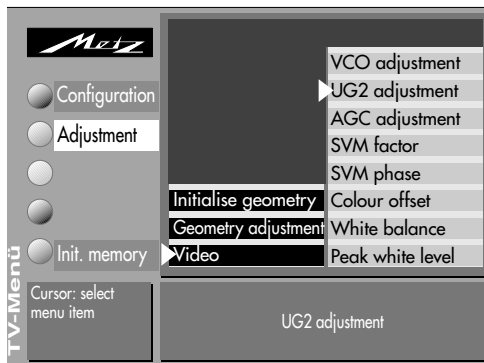 Metz
Configuration
Adjustment
Init. memory
TV-Menü
Initialise geometry
Geometry adjustment
Video
VCO adjustment
UG2 adjustment
AGC adjustment
SVM factor
SVM phase
Colour offset
White balance
Peak white level
Cursor: select
menu item
UG2 adjustment